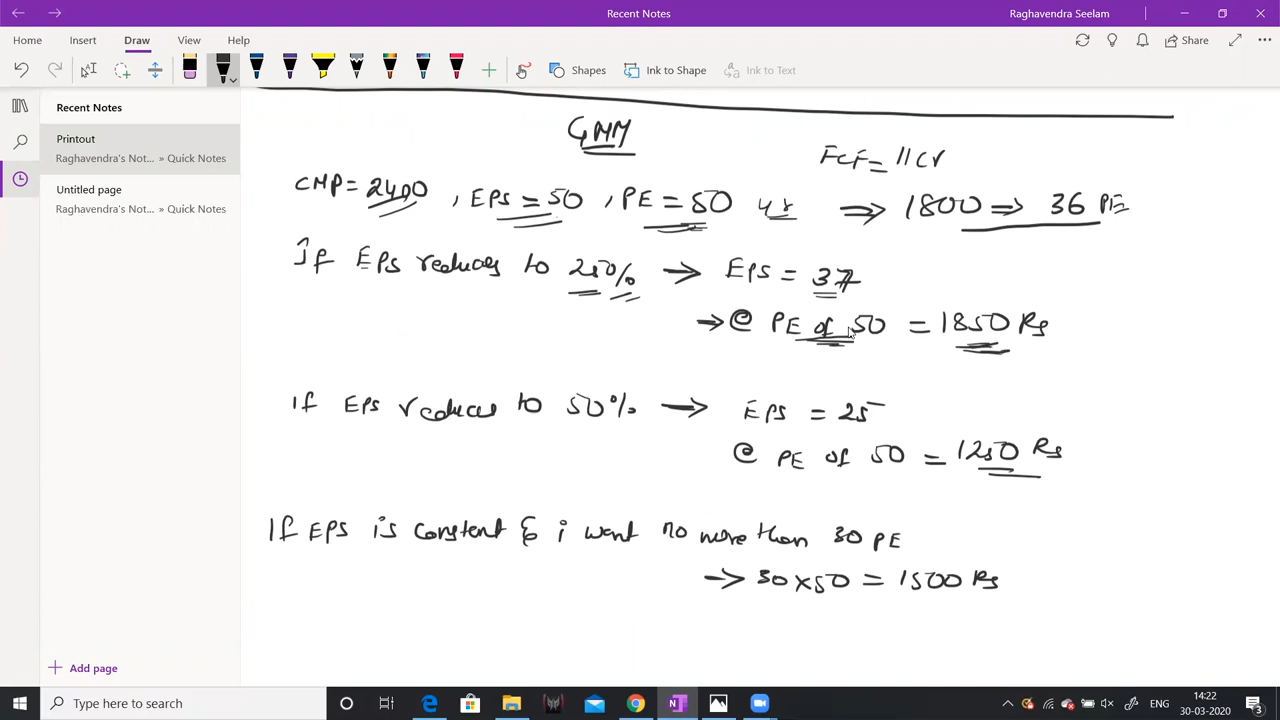 Recent Notes
Raghavendra Seelam
Home Insert Draw View Help
Share
Shapes Ink to Shape Ink to Text
Recent Notes
Printout
Raghavendra's Not... » Quick Notes
Untitled page
Raghavendra's Not... » Quick Notes
GMM
FCF = 11 CR
CMP = 2400 , EPS = 50 , PE = 50 48 ⇒ 1800 ⇒ 36 PE
If EPS reduces to 25% → EPS = 37
→ @ PE of 50 = 1850 Rs
If EPS reduces to 50% → EPS = 25
@ PE of 50 = 1250 Rs
If EPS is constant & i want no more than 30 PE
→ 30 x 50 = 1500 Rs
Add page
Type here to search
ENG
14:22
30-03-2020
3